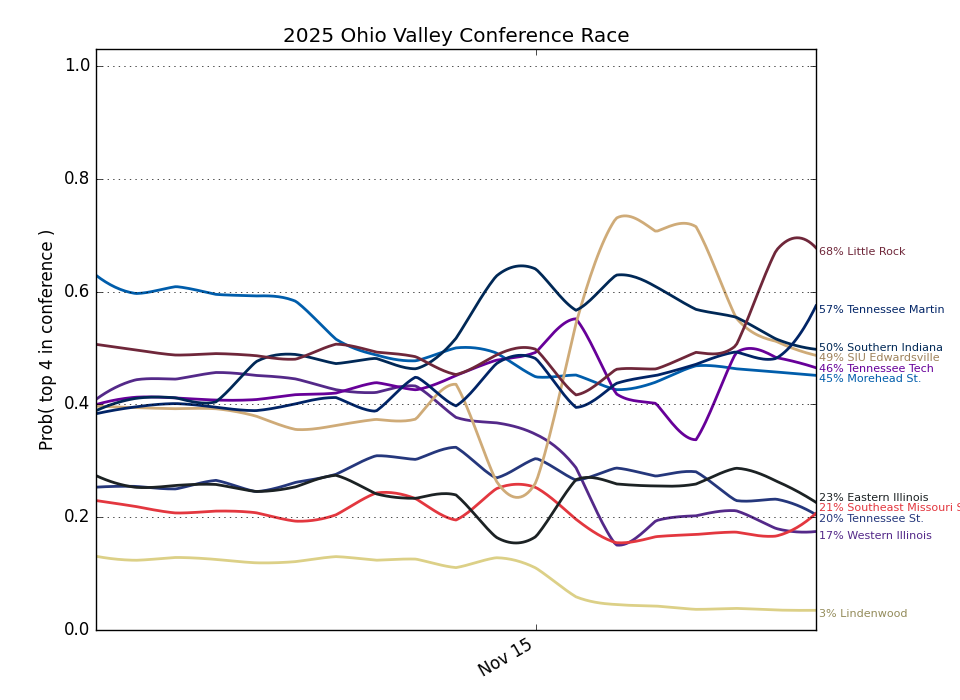 2025 Ohio Valley Conference Race
Prob( top 4 in conference )
1.0
0.8
0.6
0.4
0.2
0.0
Nov 15
68% Little Rock
57% Tennessee Martin
50% Southern Indiana
49% SIU Edwardsville
46% Tennessee Tech
45% Morehead St.
23% Eastern Illinois
21% Southeast Missouri S
20% Tennessee St.
17% Western Illinois
3% Lindenwood